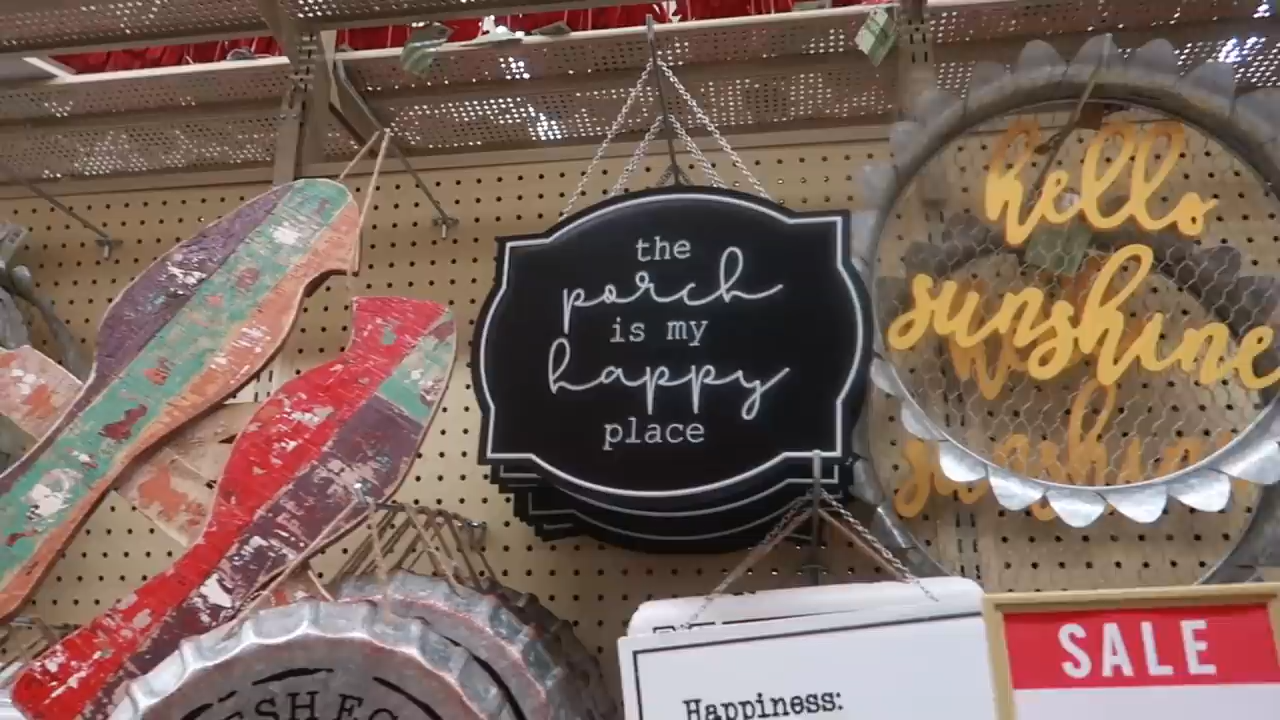 the
porch
is my
happy
place
hello
sunshine
SALE
Happiness: